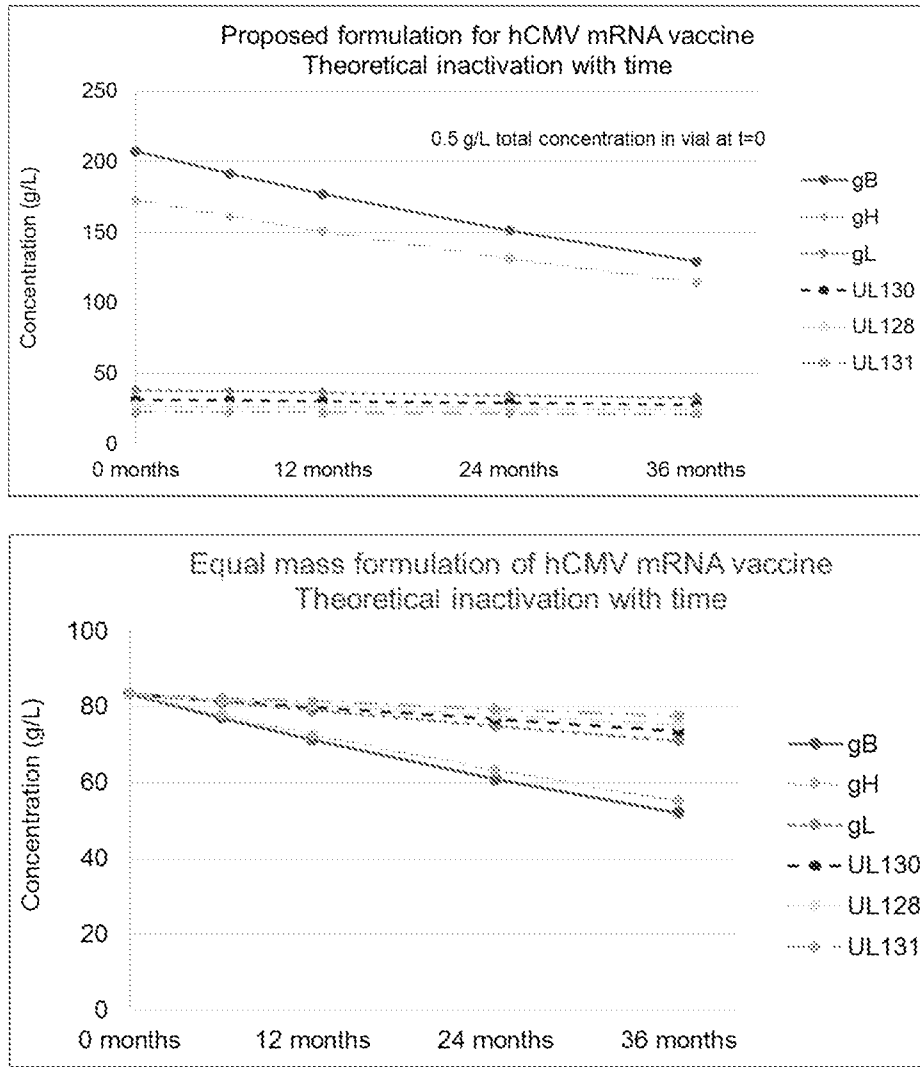 Proposed formulation for hCMV mRNA vaccine
Theoretical inactivation with time
250
200
150
100
50
0
Concentration (g/L)
0.5 g/L total concentration in vial at t=0
gB
gH
gL
UL130
UL128
UL131
0 months
12 months
24 months
36 months
Equal mass formulation of hCMV mRNA vaccine
Theoretical inactivation with time
100
80
60
40
20
0
Concentration (g/L)
gB
gH
gL
UL130
UL128
UL131
0 months
12 months
24 months
36 months